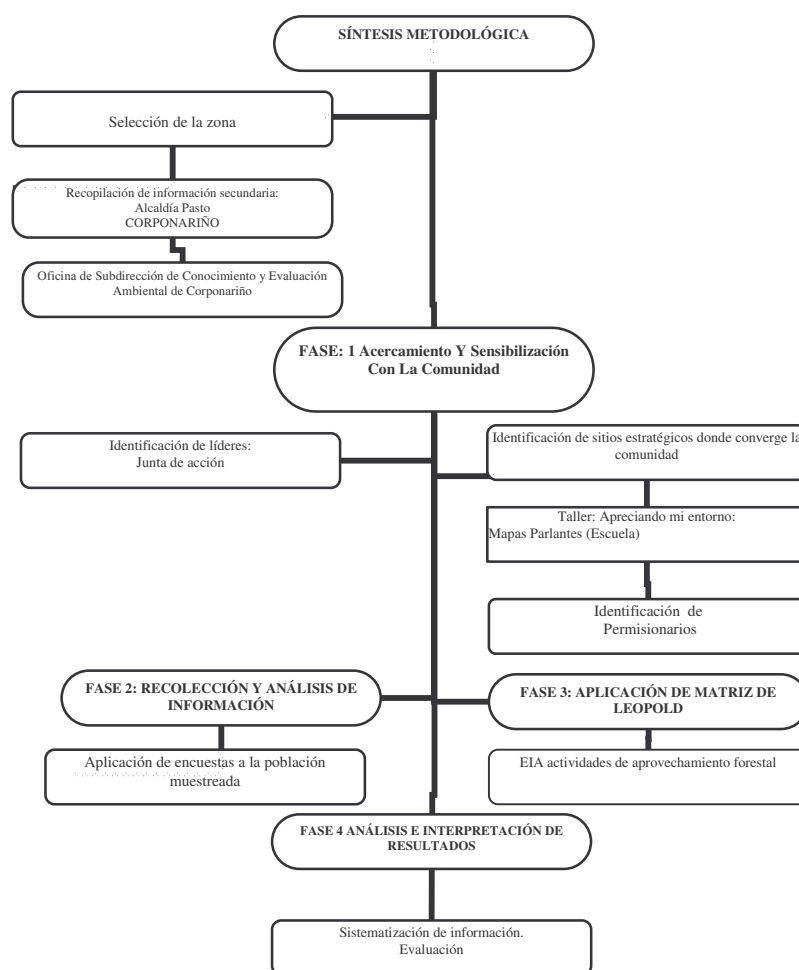 SÍNTESIS METODOLÓGICA
Selección de la zona
Recopilación de información secundaria:
Alcaldía Pasto
CORPONARIÑO
Oficina de Subdirección de Conocimiento y Evaluación
Ambiental de Corponariño
FASE: 1 Acercamiento Y Sensibilización
Con La Comunidad
Identificación de líderes:
Junta de acción
Identificación de sitios estratégicos donde converge la
comunidad
Taller: Apreciando mi entorno:
Mapas Parlantes (Escuela)
Identificación de
Permisionarios
FASE 2: RECOLECCIÓN Y ANÁLISIS DE
INFORMACIÓN
Aplicación de encuestas a la población
muestreada
FASE 3: APLICACIÓN DE MATRIZ DE
LEOPOLD
EIA actividades de aprovechamiento forestal
FASE 4 ANÁLISIS E INTERPRETACIÓN DE
RESULTADOS
Sistematización de información.
Evaluación